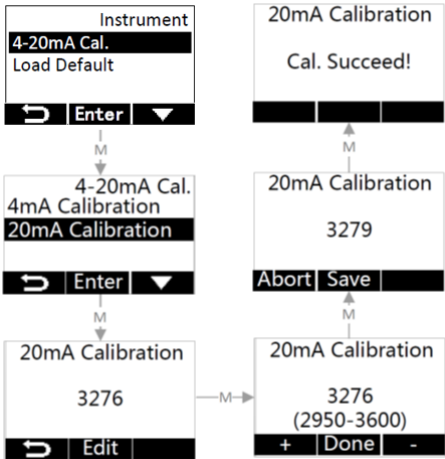 Instrument
4-20mA Cal.
Load Default
Enter
M
4-20mA Cal.
4mA Calibration
20mA Calibration
Enter
M
20mA Calibration
3276
Edit
M
20mA Calibration
3276
(2950-3600)
+ Done -
M
20mA Calibration
3279
Abort Save
M
20mA Calibration
Cal. Succeed!